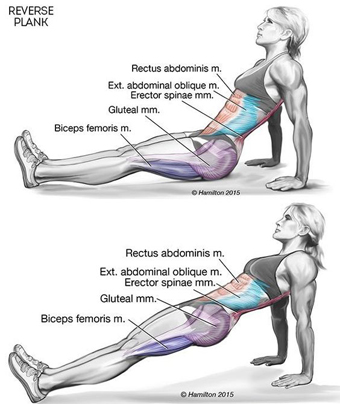 REVERSE
PLANK
Rectus abdominis m.
Ext. abdominal oblique m.
Erector spinae mm.
Gluteal mm.
Biceps femoris m.
© Hamilton 2015
Rectus abdominis m.
Ext. abdominal oblique m.
Erector spinae mm.
Gluteal mm.
Biceps femoris m.
© Hamilton 2015